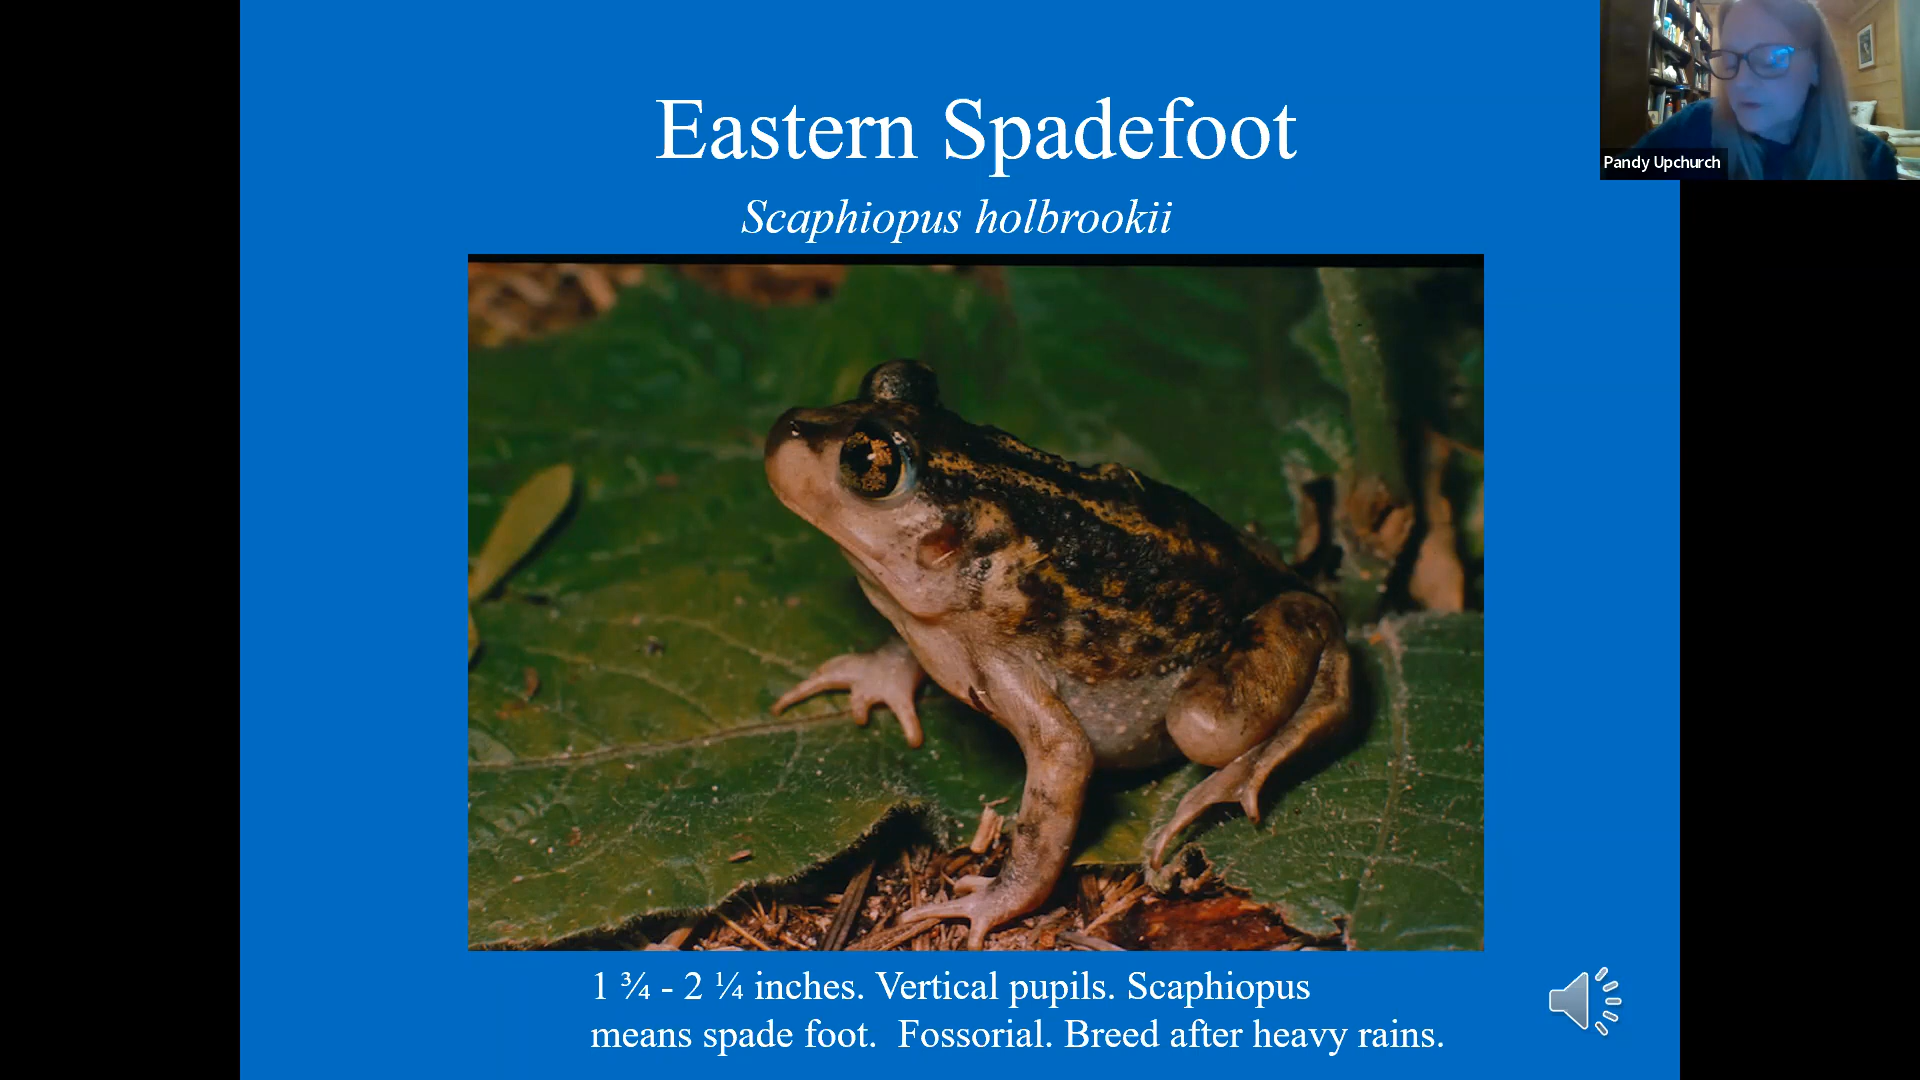 Eastern Spadefoot
Scaphiopus holbrookii
Pandy Upchurch
1 ¾ - 2 ¼ inches. Vertical pupils. Scaphiopus
means spade foot.  Fossorial. Breed after heavy rains.